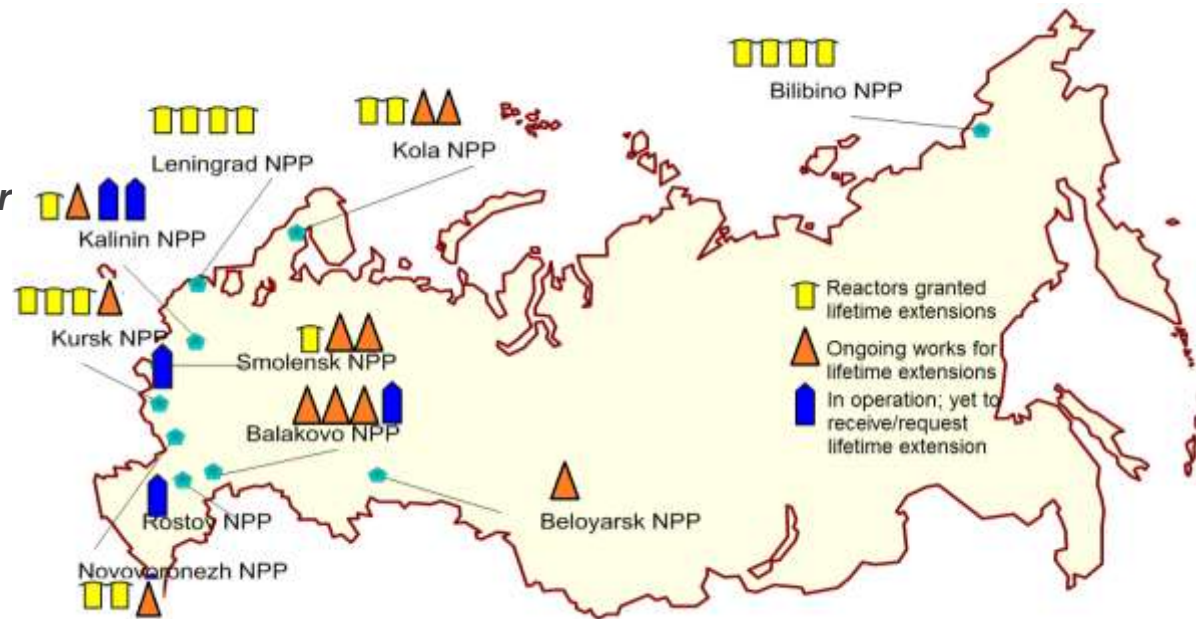 Bilibino NPP
Leningrad NPP
Kola NPP
r
Kalinin NPP
Kursk NPP
Smolensk NPP
Balakovo NPP
Rostov NPP
Beloyarsk NPP
Novovoronezh NPP
Reactors granted
lifetime extensions
Ongoing works for
lifetime extensions
In operation; yet to
receive/request
lifetime extension